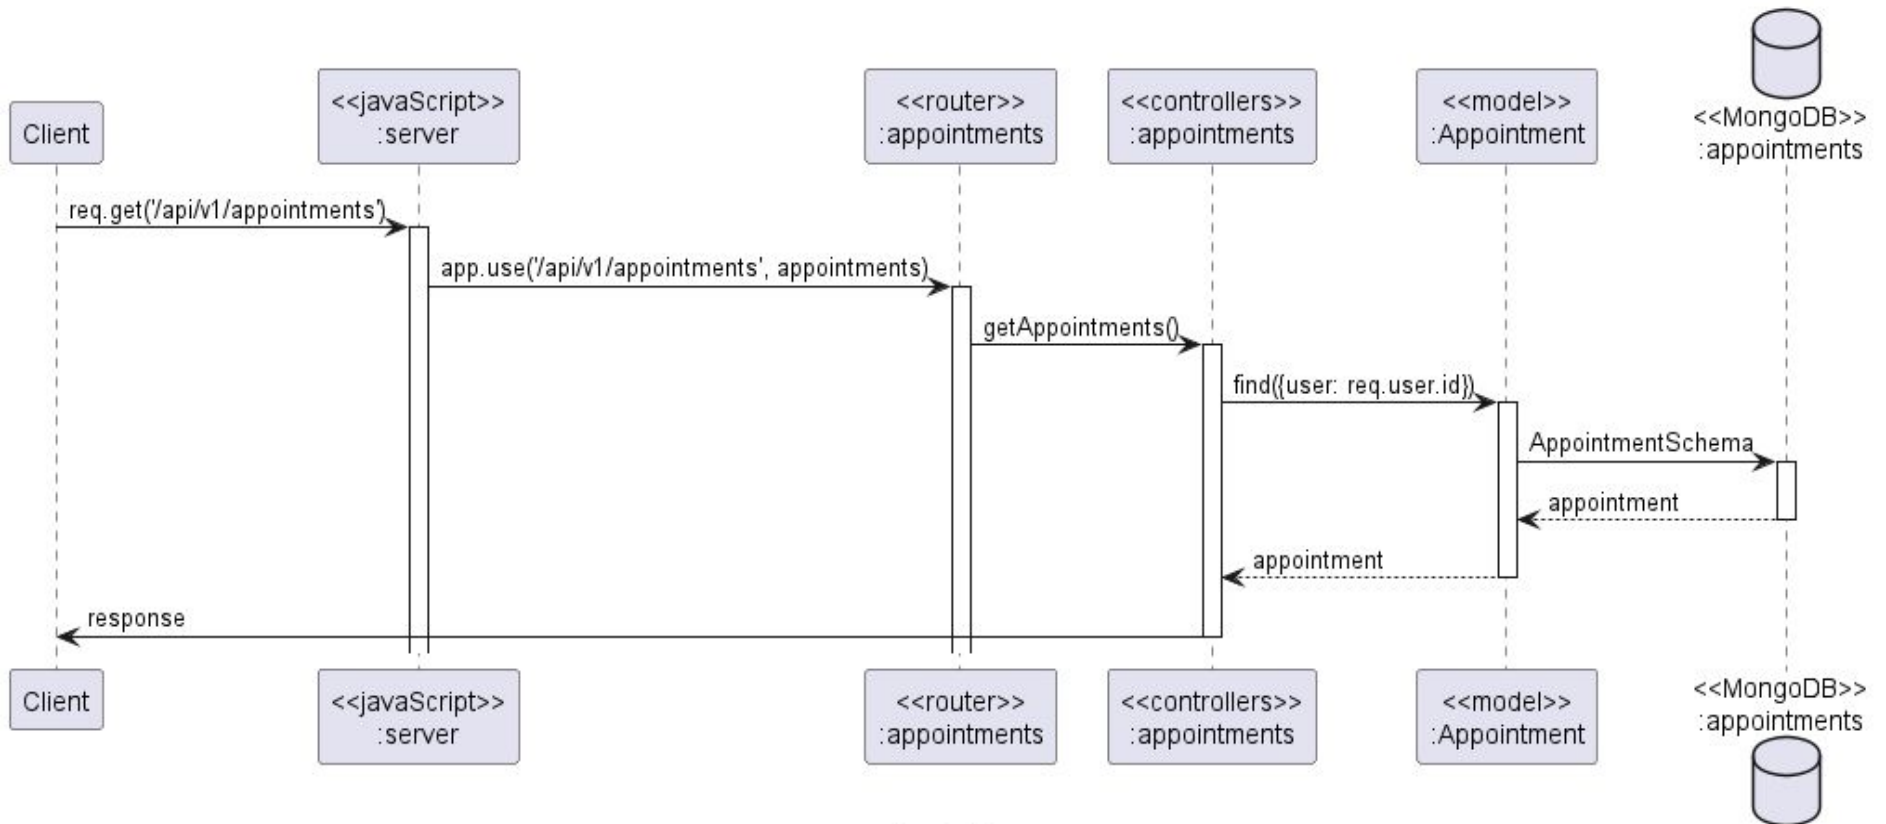 <<MongoDB>>
:appointments
Client
<<javaScript>>
:server
<<router>>
:appointments
<<controllers>>
:appointments
<<model>>
:Appointment
req.get('/api/v1/appointments')
app.use('/api/v1/appointments', appointments)
getAppointments()
find({user: req.user.id})
AppointmentSchema
appointment
appointment
response
Client
<<javaScript>>
:server
<<router>>
:appointments
<<controllers>>
:appointments
<<model>>
:Appointment
<<MongoDB>>
:appointments